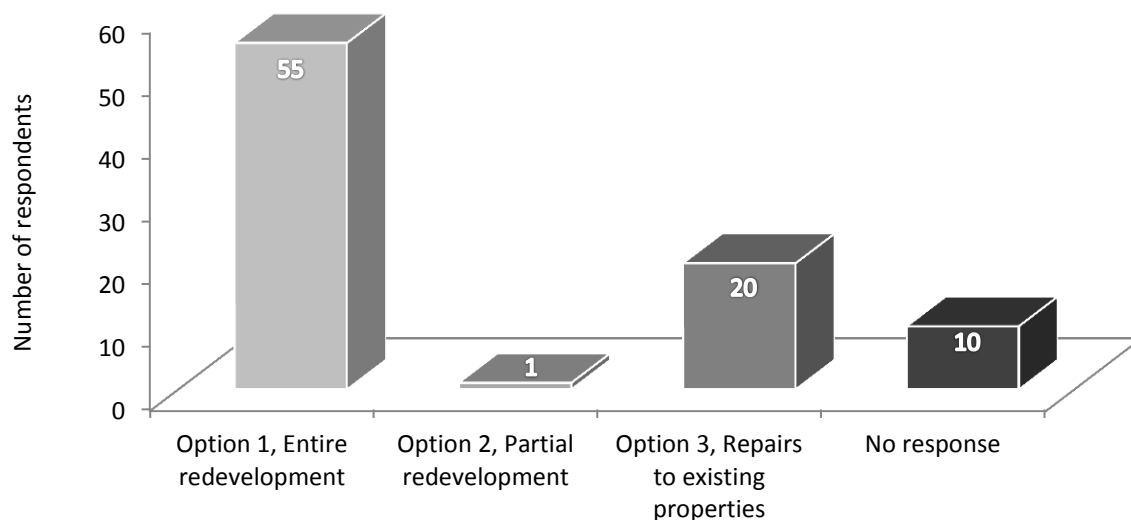 Number of respondents
60
50
40
30
20
10
0
55
1
20
10
Option 1, Entire
redevelopment
Option 2, Partial
redevelopment
Option 3, Repairs
to existing
properties
No response